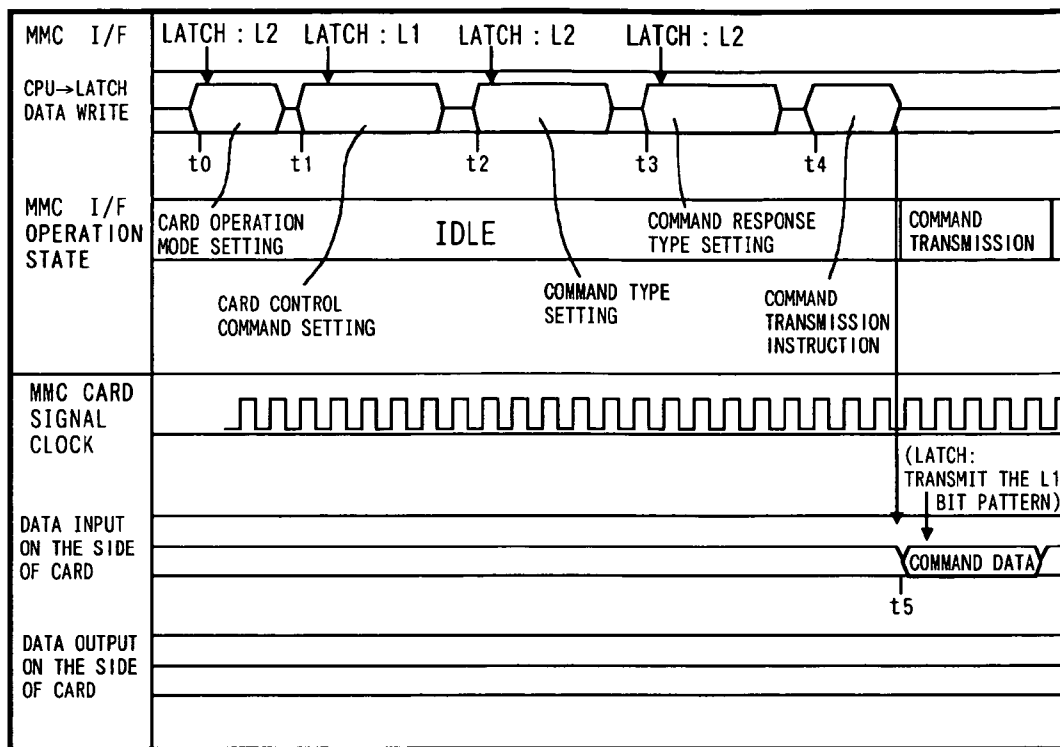 MMC I/F
LATCH : L2 LATCH : L1 LATCH : L2 LATCH : L2
CPU→LATCH
DATA WRITE
t0 t1 t2 t3 t4
MMC I/F
OPERATION
STATE
CARD OPERATION
MODE SETTING
IDLE
COMMAND RESPONSE
TYPE SETTING
COMMAND
TRANSMISSION
CARD CONTROL
COMMAND SETTING
COMMAND TYPE
SETTING
COMMAND
TRANSMISSION
INSTRUCTION
MMC CARD
SIGNAL
CLOCK
(LATCH:
TRANSMIT THE L1
BIT PATTERN)
DATA INPUT
ON THE SIDE
OF CARD
COMMAND DATA
t5
DATA OUTPUT
ON THE SIDE
OF CARD